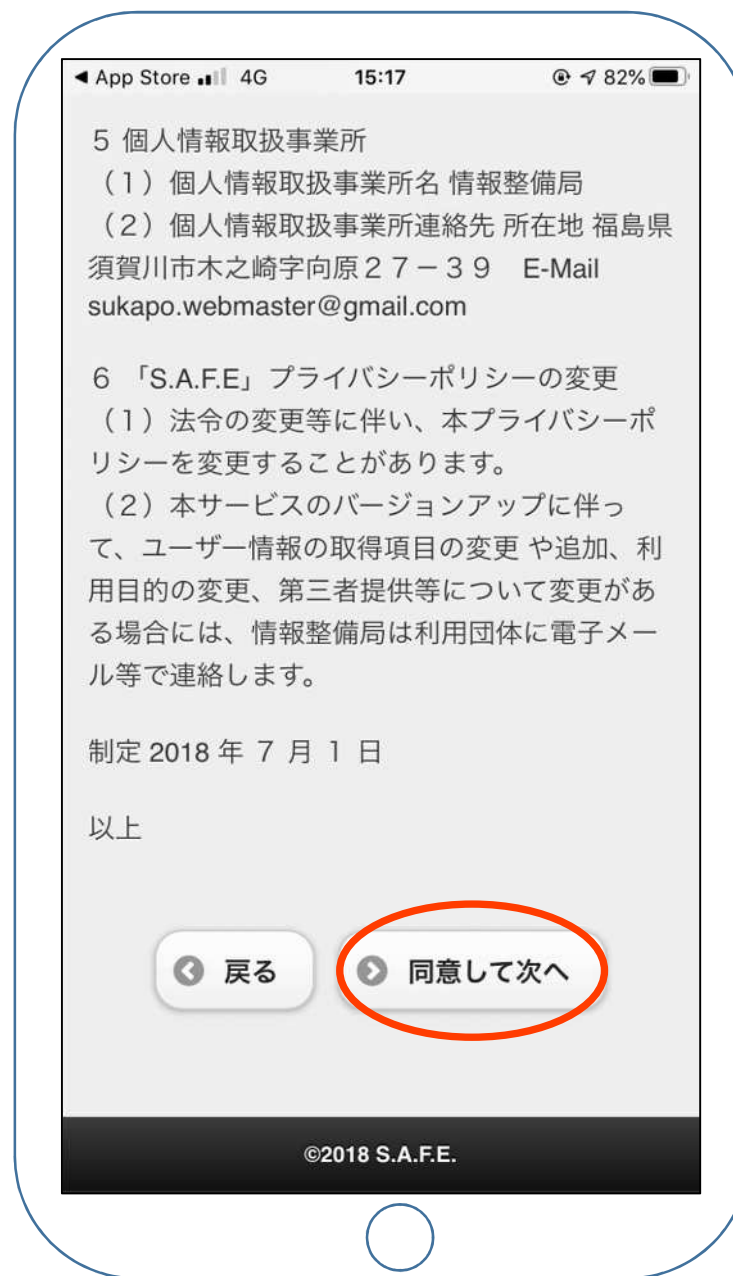 ◀ App Store 4G 15:17 82%
５ 個人情報取扱事業所
（１）個人情報取扱事業所名 情報整備局
（２）個人情報取扱事業所連絡先 所在地 福島県
須賀川市木之崎字向原２７－３９　E-Mail
sukapo.webmaster@gmail.com
６ 「S.A.F.E」プライバシーポリシーの変更
（１）法令の変更等に伴い、本プライバシーポ
リシーを変更することがあります。
（２）本サービスのバージョンアップに伴っ
て、ユーザー情報の取得項目の変更 や追加、利
用目的の変更、第三者提供等について変更があ
る場合には、情報整備局は利用団体に電子メー
ル等で連絡します。
制定 2018 年 ７ 月 １ 日
以上
戻る 同意して次へ
©2018 S.A.F.E.